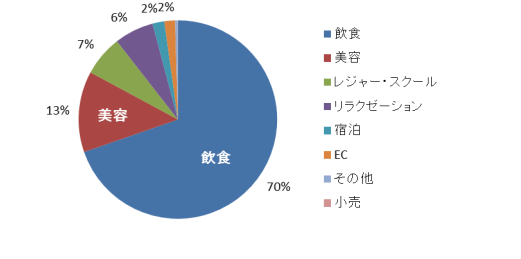 2%
2%
6%
7%
13%
美容
飲食
70%
飲食
美容
レジャー・スクール
リラクゼーション
宿泊
EC
その他
小売